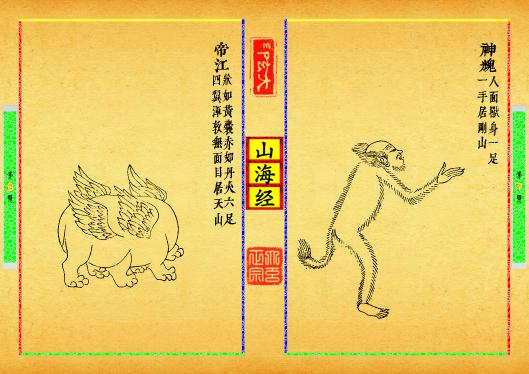 神𩳁
人面獸身一足
一手居剛山
山海经
帝江
狀如黃囊赤如丹火六足
四翼渾敦無面目居天山